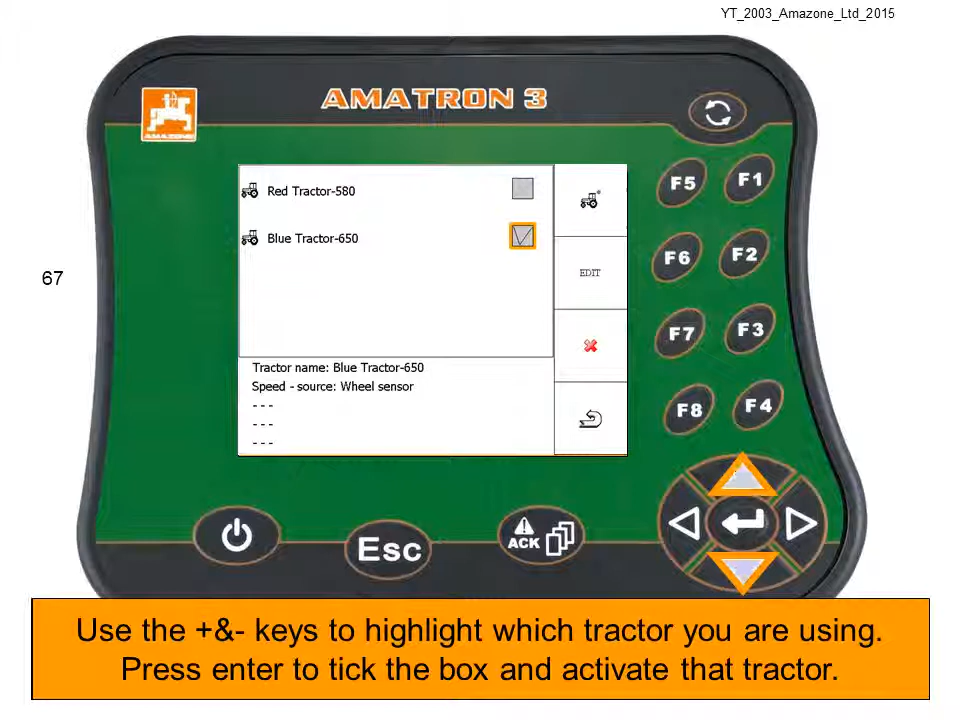 YT_2003_Amazone_Ltd_2015
AMATRON 3
AMAZONE
Red Tractor-580
F5
F1
Blue Tractor-650
EDIT
F6
F2
67
F7
F3
Tractor name: Blue Tractor-650
Speed - source: Wheel sensor
- - -
- - -
- - -
F8
F4
Esc
ACK
Use the +&- keys to highlight which tractor you are using.
Press enter to tick the box and activate that tractor.